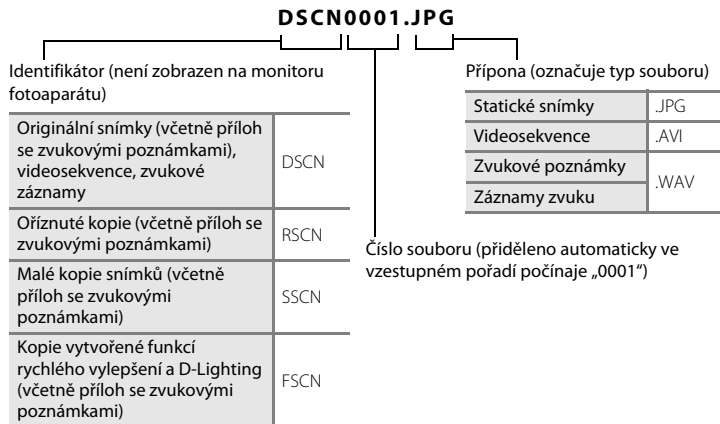 DSCN0001.JPG
Identifikátor (není zobrazen na monitoru
fotoaparátu)
Originální snímky (včetně příloh
se zvukovými poznámkami),
videosekvence, zvukové
záznamy
DSCN
Oříznuté kopie (včetně příloh se
zvukovými poznámkami)
RSCN
Malé kopie snímků (včetně
příloh se zvukovými
poznámkami)
SSCN
Kopie vytvořené funkcí
rychlého vylepšení a D-Lighting
(včetně příloh se zvukovými
poznámkami)
FSCN
Přípona (označuje typ souboru)
Statické snímky .JPG
Videosekvence .AVI
Zvukové poznámky
.WAV
Záznamy zvuku
Číslo souboru (přiděleno automaticky ve
vzestupném pořadí počínaje „0001“)